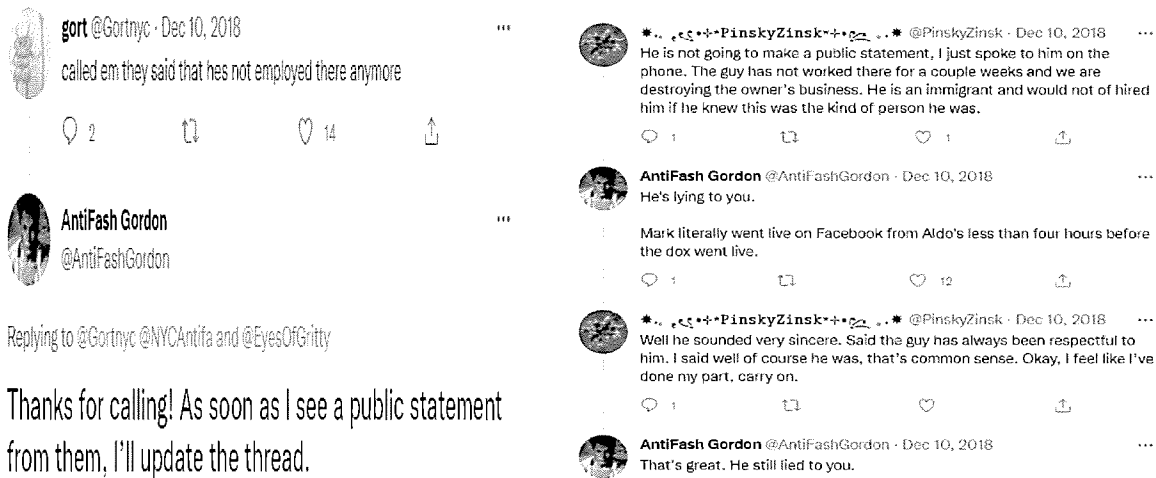 gort @Gortnyc · Dec 10, 2018
called em they said that hes not employed there anymore
2 14
AntiFash Gordon
@AntiFashGordon
Replying to @Gortnyc @NYCAntifa and @EyesOfGritty
Thanks for calling! As soon as I see a public statement
from them, I'll update the thread.
PinskyZinsk @PinskyZinsk · Dec 10, 2018
He is not going to make a public statement, I just spoke to him on the
phone. The guy has not worked there for a couple weeks and we are
destroying the owner's business. He is an immigrant and would not of hired
him if he knew this was the kind of person he was.
1 1
AntiFash Gordon @AntiFashGordon · Dec 10, 2018
He's lying to you.
Mark literally went live on Facebook from Aldo's less than four hours before
the dox went live.
1 12
PinskyZinsk @PinskyZinsk · Dec 10, 2018
Well he sounded very sincere. Said the guy has always been respectful to
him. I said well of course he was, that's common sense. Okay, I feel like I've
done my part, carry on.
1
AntiFash Gordon @AntiFashGordon · Dec 10, 2018
That's great. He still lied to you.